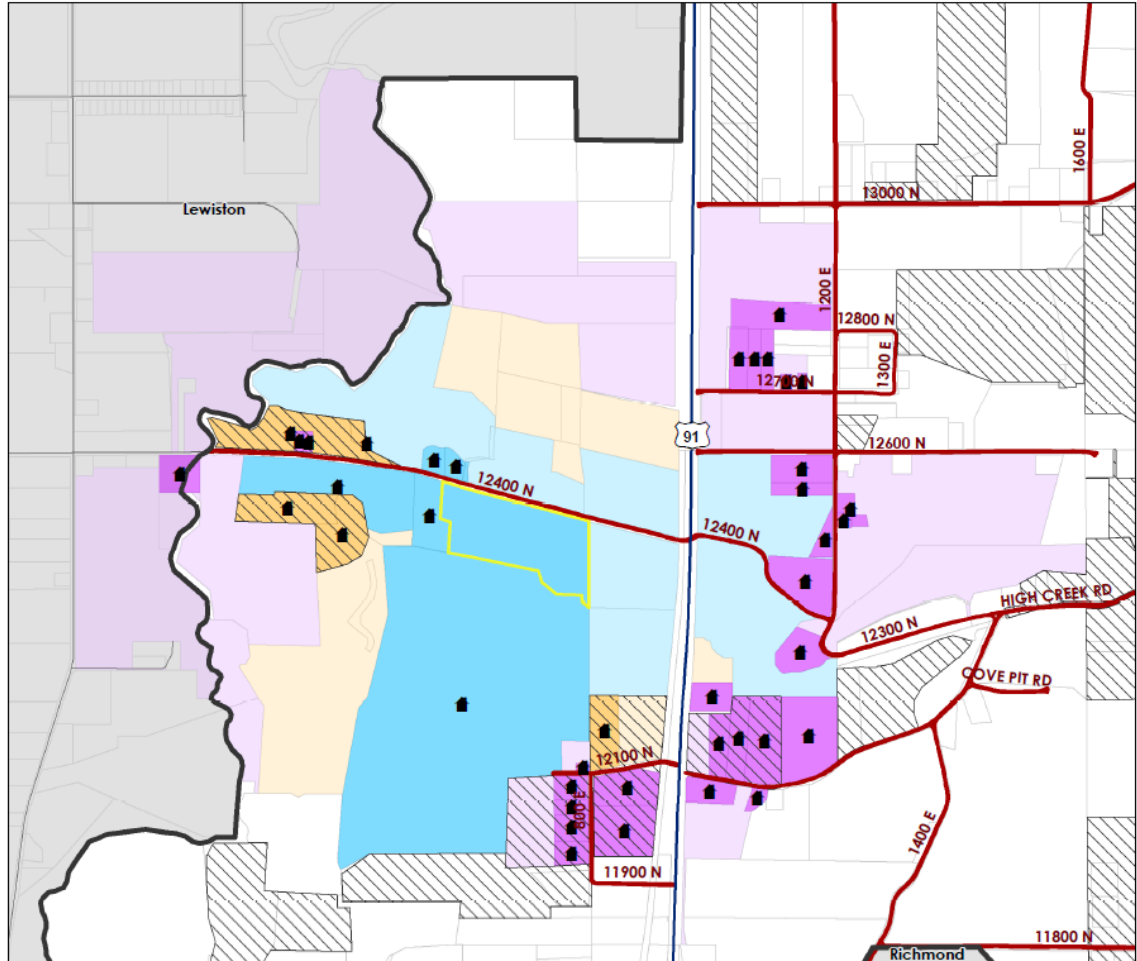 1600 E
13000 N
Lewiston
1200 E
12800 N
1300 E
12700 N
91
12600 N
12400 N
12400 N
HIGH CREEK RD
12300 N
COVE PIT RD
12100 N
800 E
1400 E
11900 N
11800 N
Richmond